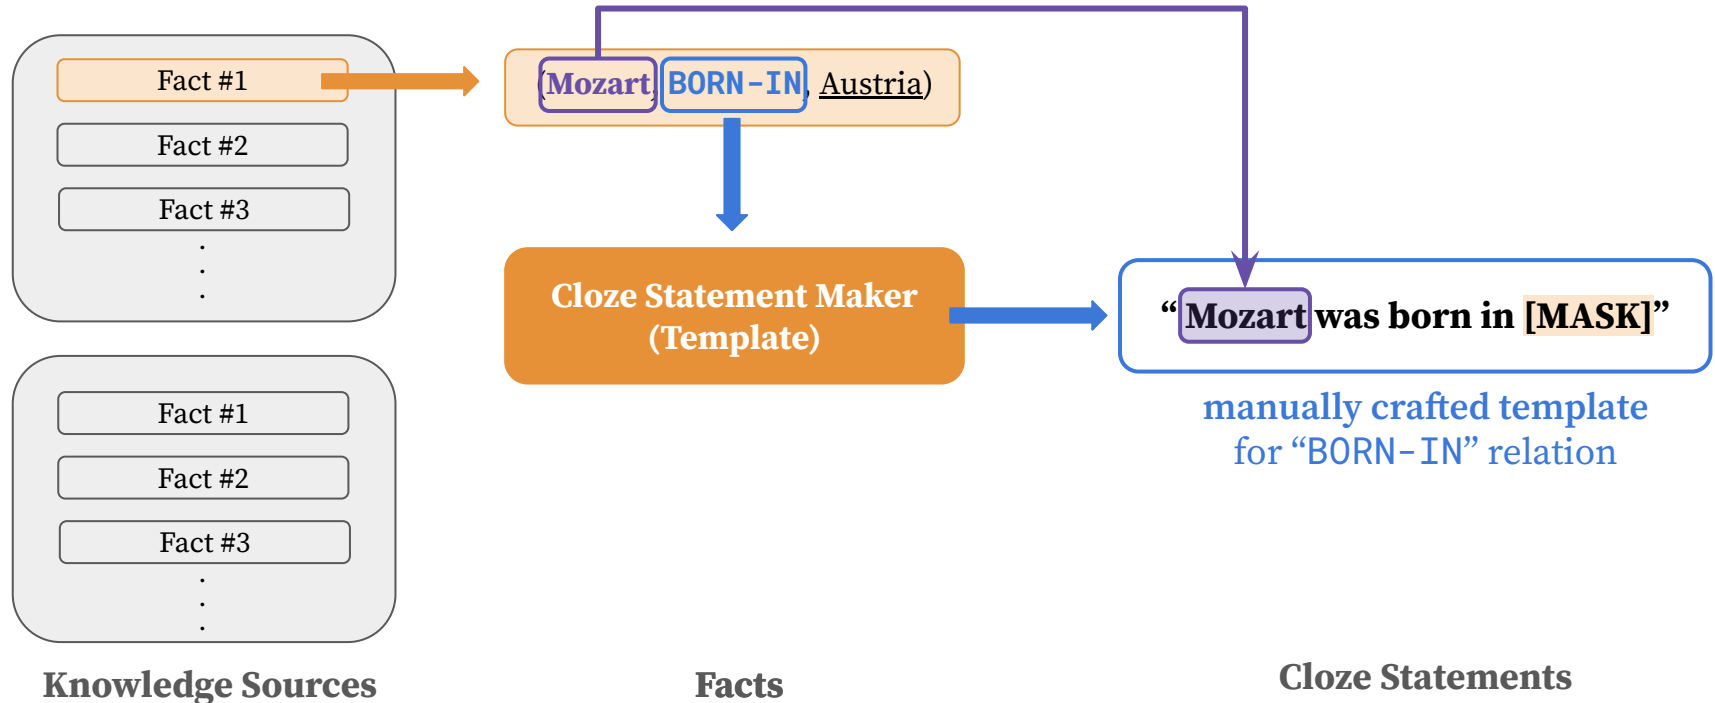 Fact #1
Fact #2
Fact #3
.
.
.
Fact #1
Fact #2
Fact #3
.
.
.
Knowledge Sources
(Mozart, BORN-IN, Austria)
Cloze Statement Maker
(Template)
Facts
“Mozart was born in [MASK]”
manually crafted template
for “BORN-IN” relation
Cloze Statements